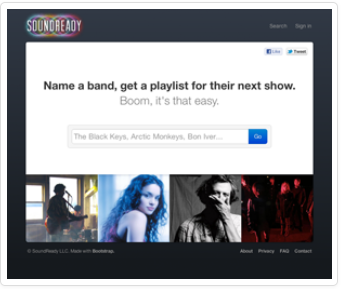 SOUNDREADY
Search Sign in
Like Tweet
Name a band, get a playlist for their next show.
Boom, it's that easy.
The Black Keys, Arctic Monkeys, Bon Iver... Go
© SoundReady LLC. Made with Bootstrap. About Privacy FAQ Contact